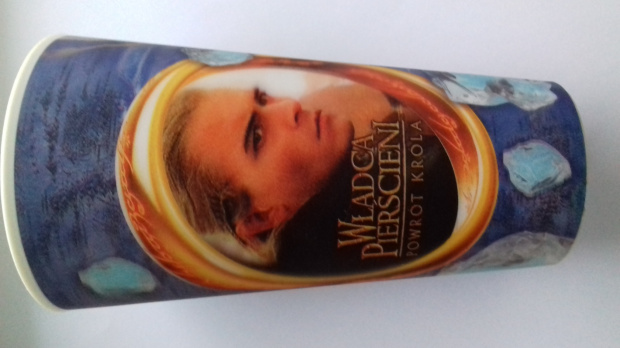 WŁADCA
PIERŚCIENI
POWRÓT KRÓLA